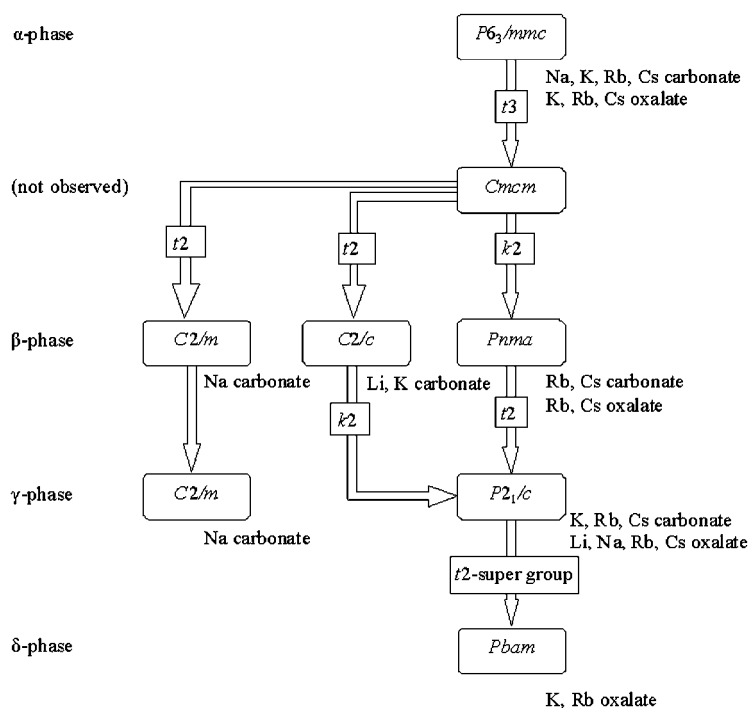 α-phase
P6₃/mmc
Na, K, Rb, Cs carbonate
K, Rb, Cs oxalate
t3
(not observed)
Cmcm
t2
t2
k2
β-phase
C2/m
C2/c
Pnma
Na carbonate
Li, K carbonate
Rb, Cs carbonate
Rb, Cs oxalate
k2
t2
γ-phase
C2/m
P2₁/c
Na carbonate
K, Rb, Cs carbonate
Li, Na, Rb, Cs oxalate
t2-super group
δ-phase
Pbam
K, Rb oxalate